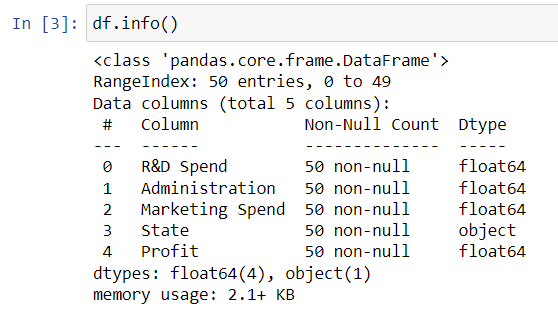 In [3]: df.info()
<class 'pandas.core.frame.DataFrame'>
RangeIndex: 50 entries, 0 to 49
Data columns (total 5 columns):
 #   Column           Non-Null Count  Dtype
---  ------           --------------  -----
 0   R&D Spend        50 non-null     float64
 1   Administration   50 non-null     float64
 2   Marketing Spend  50 non-null     float64
 3   State            50 non-null     object
 4   Profit           50 non-null     float64
dtypes: float64(4), object(1)
memory usage: 2.1+ KB